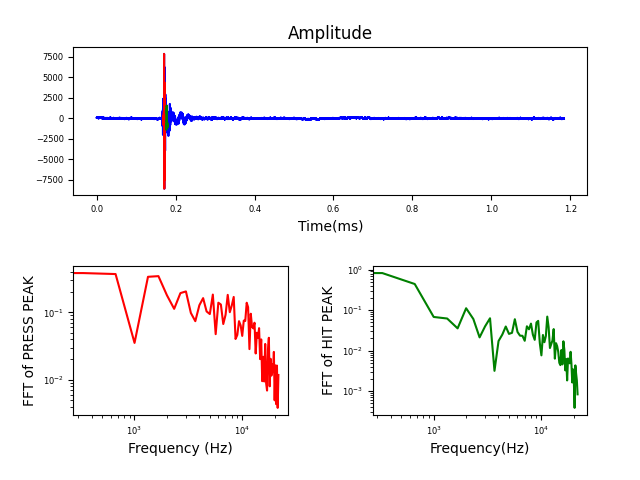 Amplitude
7500
5000
2500
0
−2500
−5000
−7500
0.0 0.2 0.4 0.6 0.8 1.0 1.2
Time(ms)
FFT of PRESS PEAK
10⁻¹
10⁻²
10³ 10⁴
Frequency (Hz)
FFT of HIT PEAK
10⁰
10⁻¹
10⁻²
10⁻³
10³ 10⁴
Frequency(Hz)